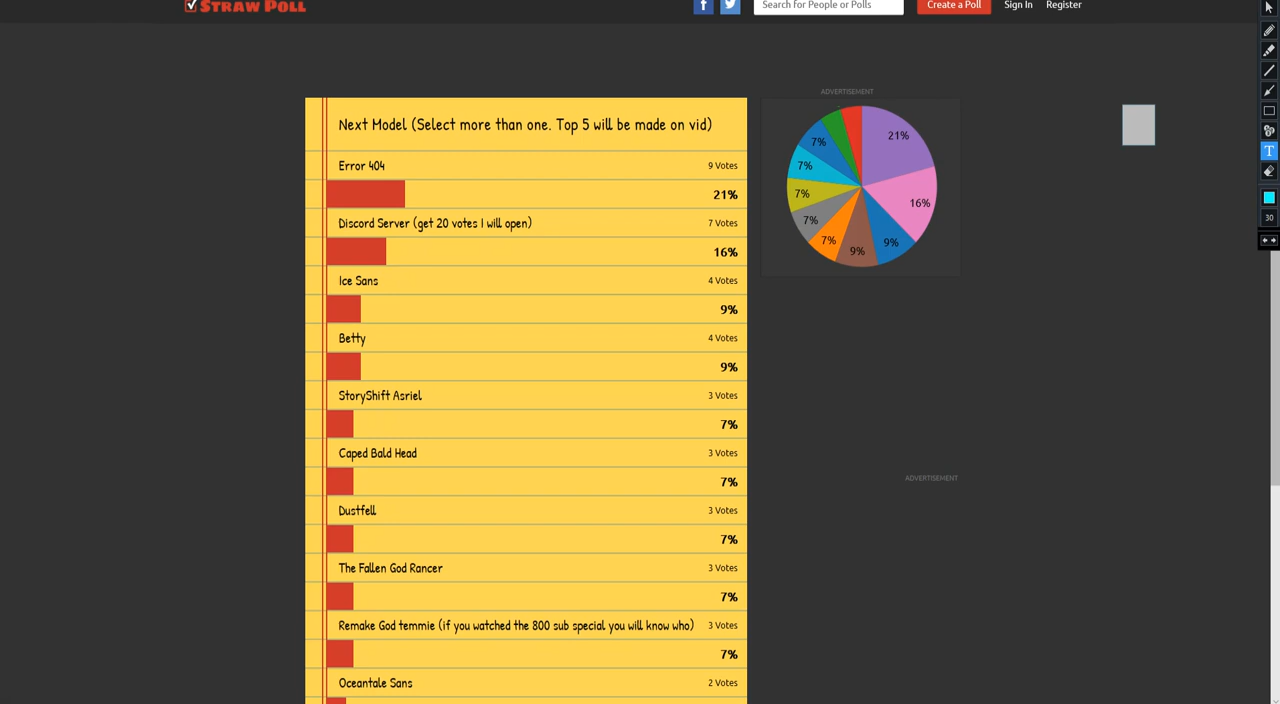 STRAW POLL
Search for People or Polls
Create a Poll
Sign In
Register
Next Model (Select more than one. Top 5 will be made on vid)
Error 404 9 Votes
21%
Discord Server (get 20 votes I will open) 7 Votes
16%
Ice Sans 4 Votes
9%
Betty 4 Votes
9%
StoryShift Asriel 3 Votes
7%
Caped Bald Head 3 Votes
7%
Dustfell 3 Votes
7%
The Fallen God Rancer 3 Votes
7%
Remake God temmie (if you watched the 800 sub special you will know who) 3 Votes
7%
Oceantale Sans 2 Votes
ADVERTISEMENT
21%
16%
9%
9%
7%
7%
7%
7%
7%
ADVERTISEMENT
T
30